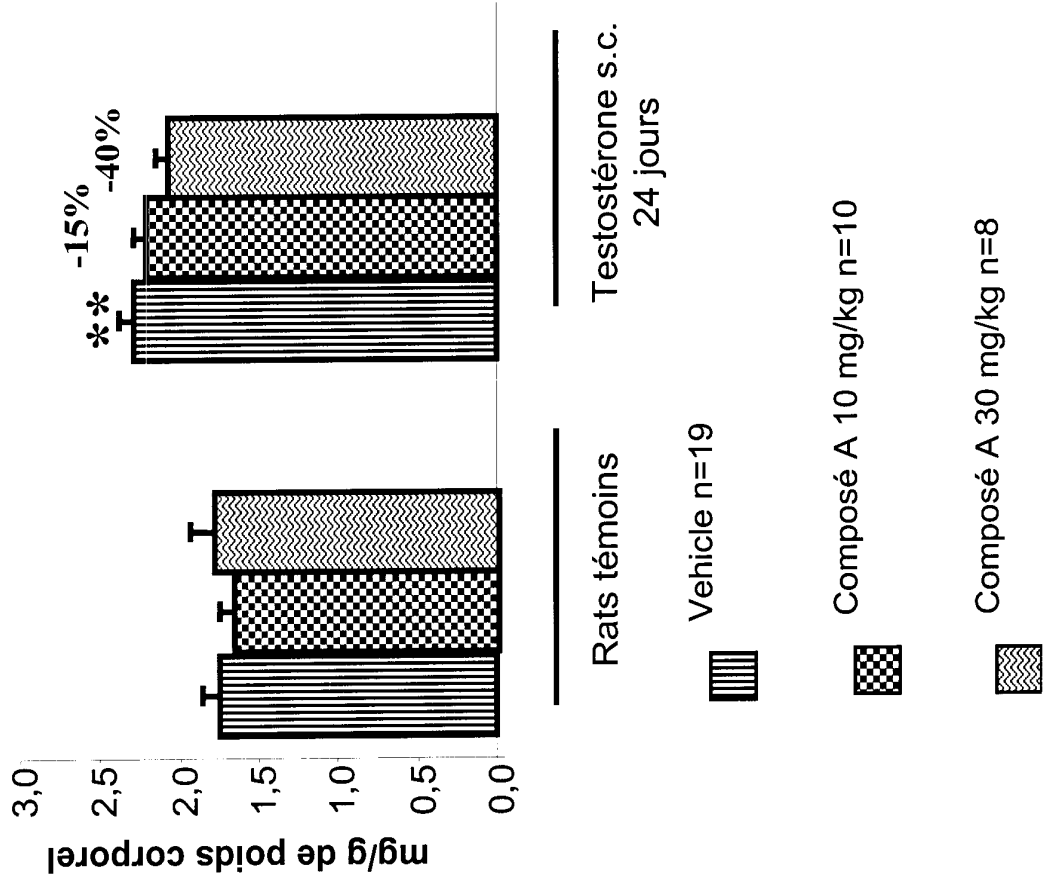 mg/g de poids corporel
3,0
2,5
2,0
1,5
1,0
0,5
0,0
**
-15%
-40%
Rats témoins
Testostérone s.c.
24 jours
Vehicle n=19
Composé A 10 mg/kg n=10
Composé A 30 mg/kg n=8